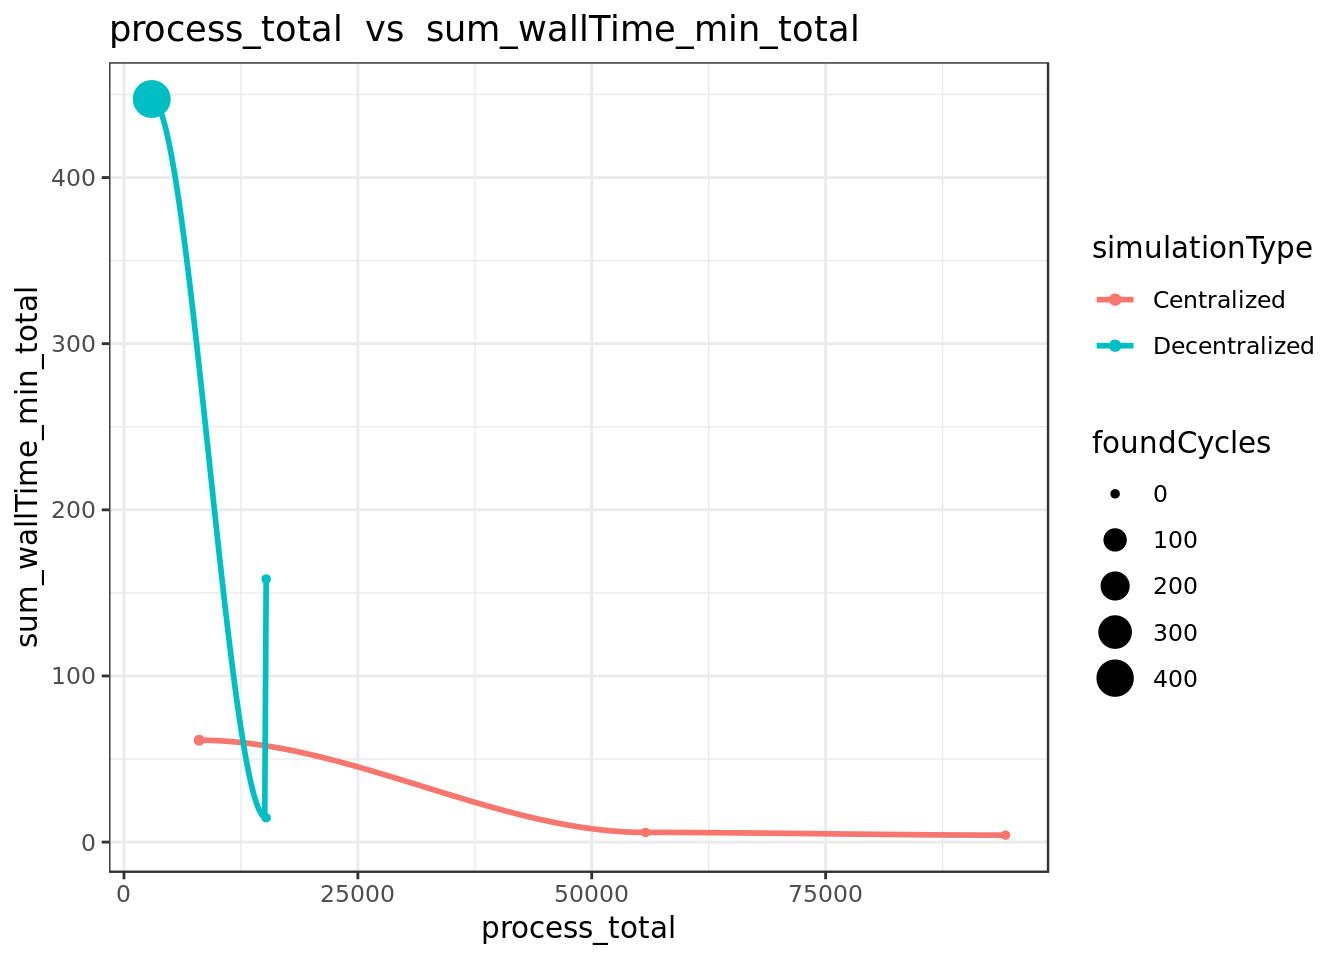 process_total  vs  sum_wallTime_min_total
sum_wallTime_min_total
400
300
200
100
0
0
25000
50000
75000
process_total
simulationType
Centralized
Decentralized
foundCycles
0
100
200
300
400